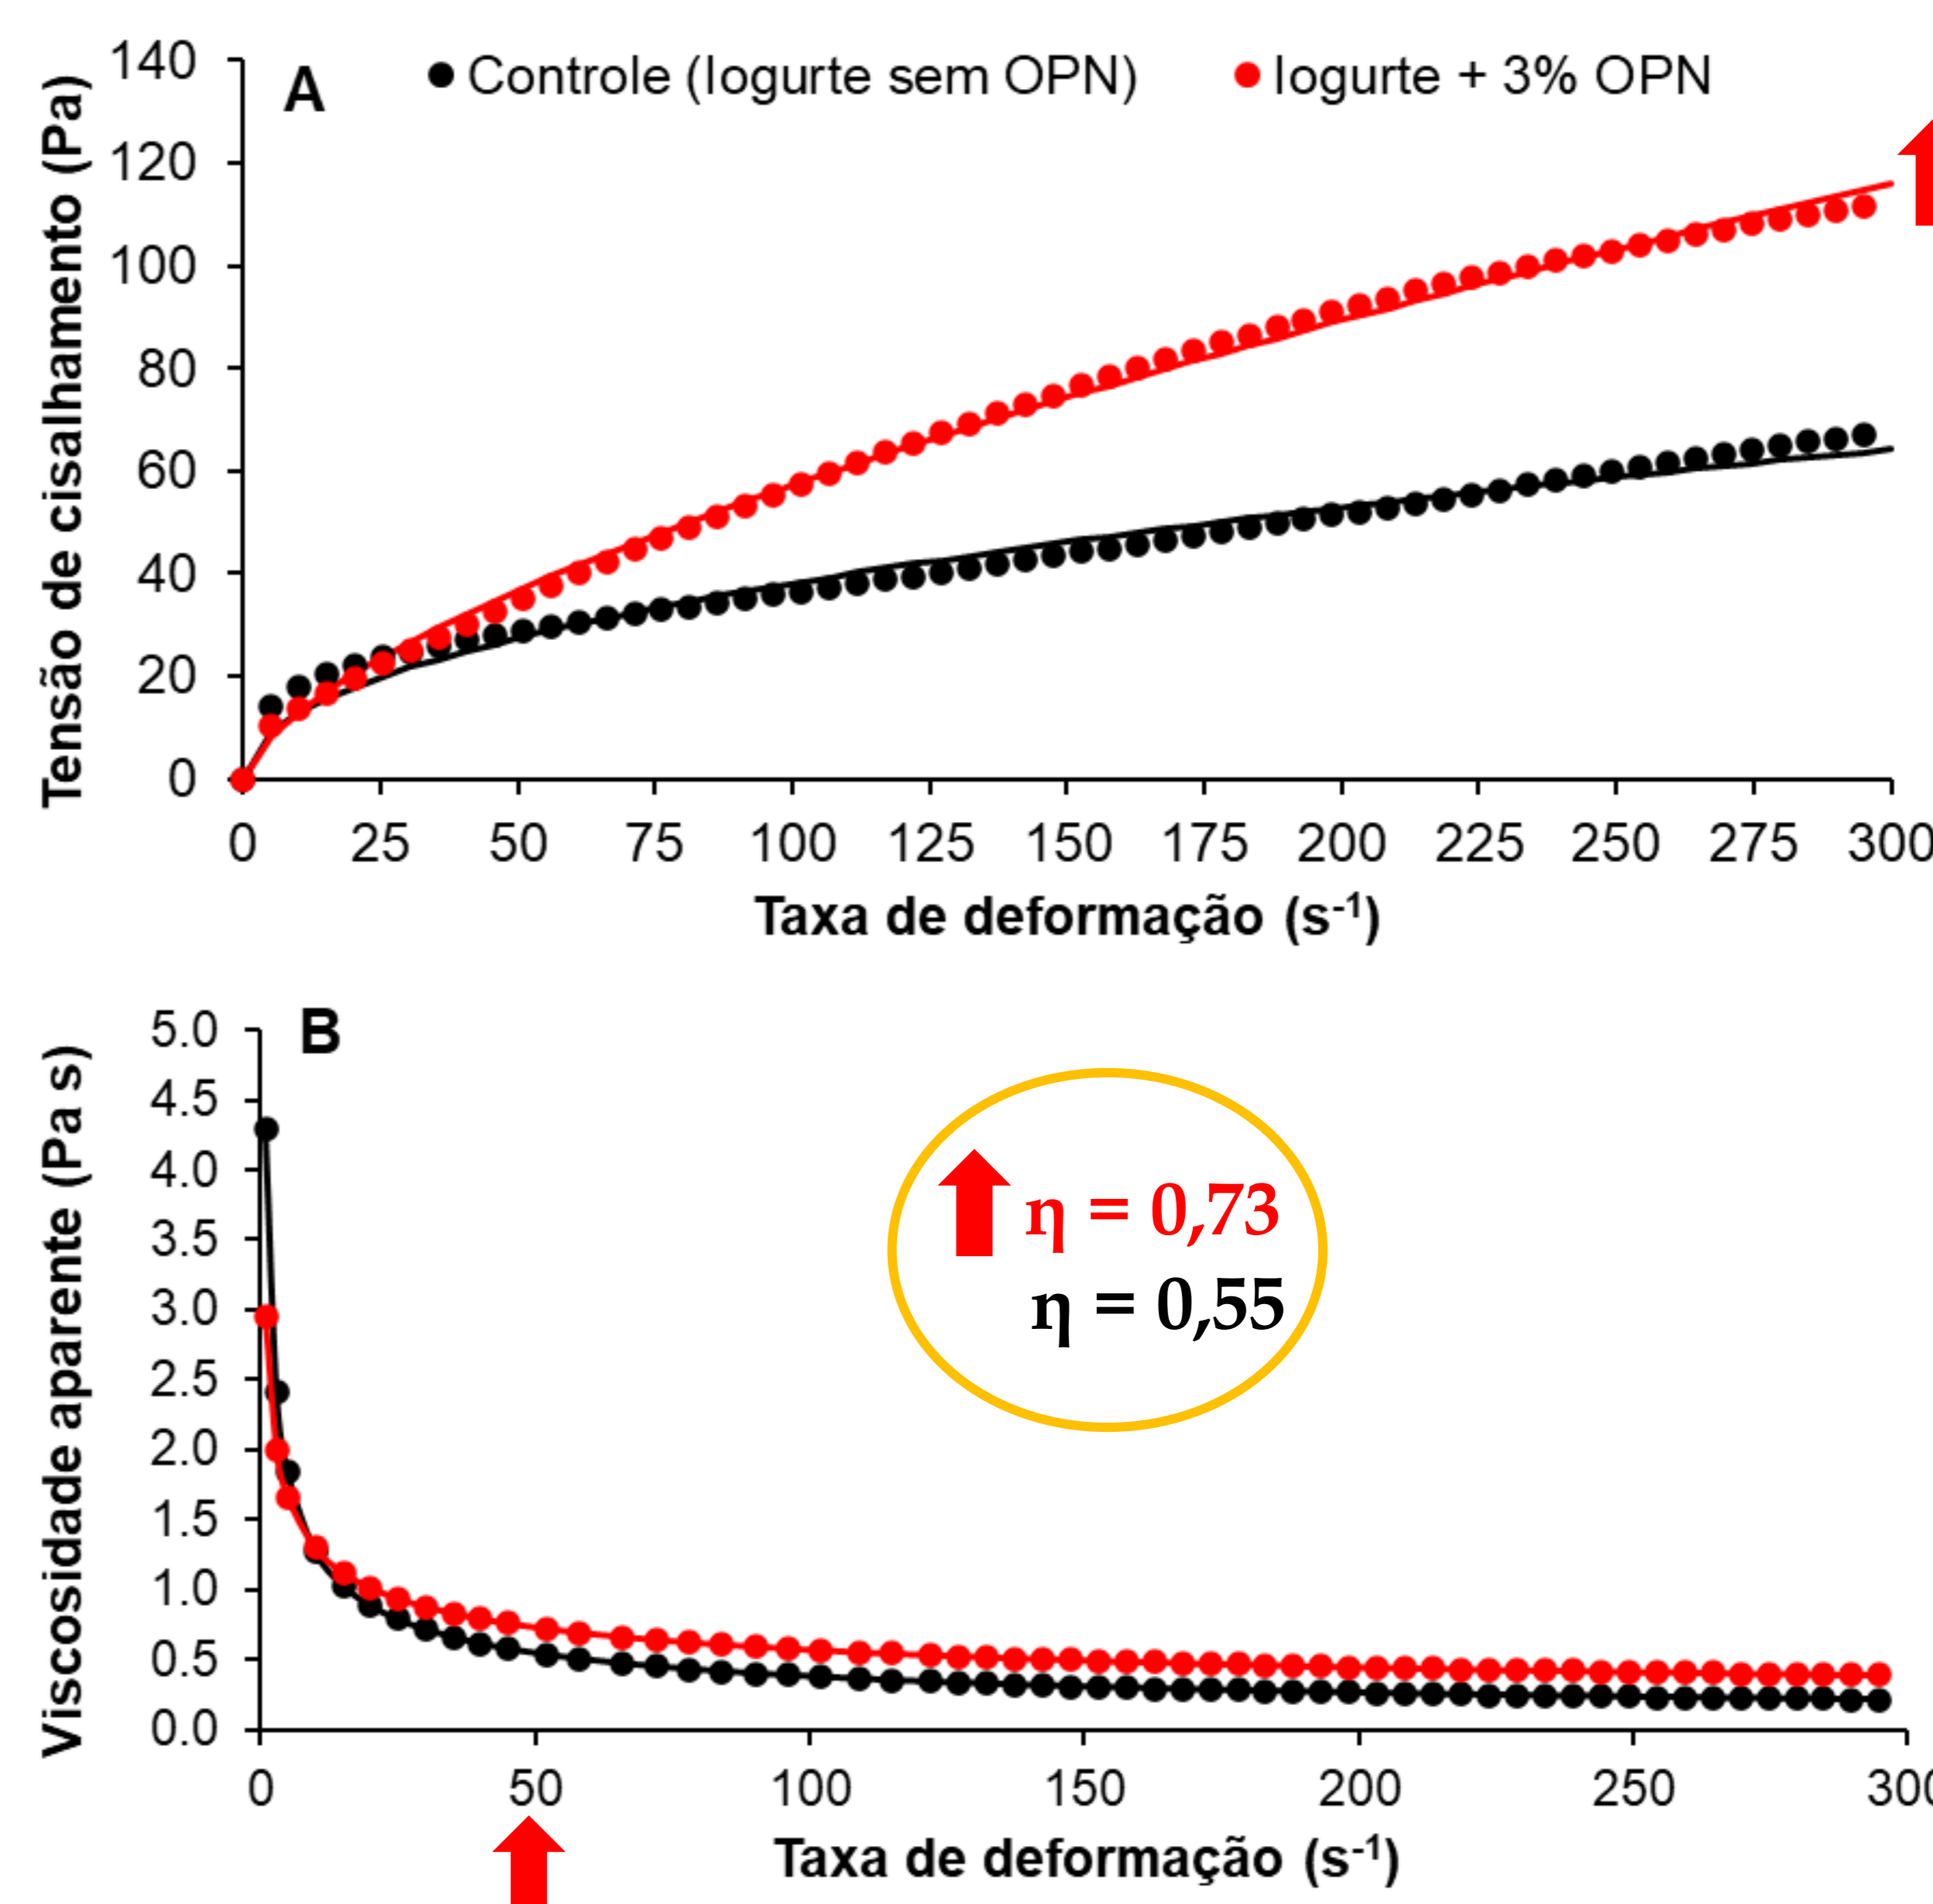 A
Controle (Iogurte sem OPN)
Iogurte + 3% OPN
Tensão de cisalhamento (Pa)
140
120
100
80
60
40
20
0
0 25 50 75 100 125 150 175 200 225 250 275 300
Taxa de deformação (s-1)
B
Viscosidade aparente (Pa s)
5.0
4.5
4.0
3.5
3.0
2.5
2.0
1.5
1.0
0.5
0.0
η = 0,73
η = 0,55
0 50 100 150 200 250 300
Taxa de deformação (s-1)